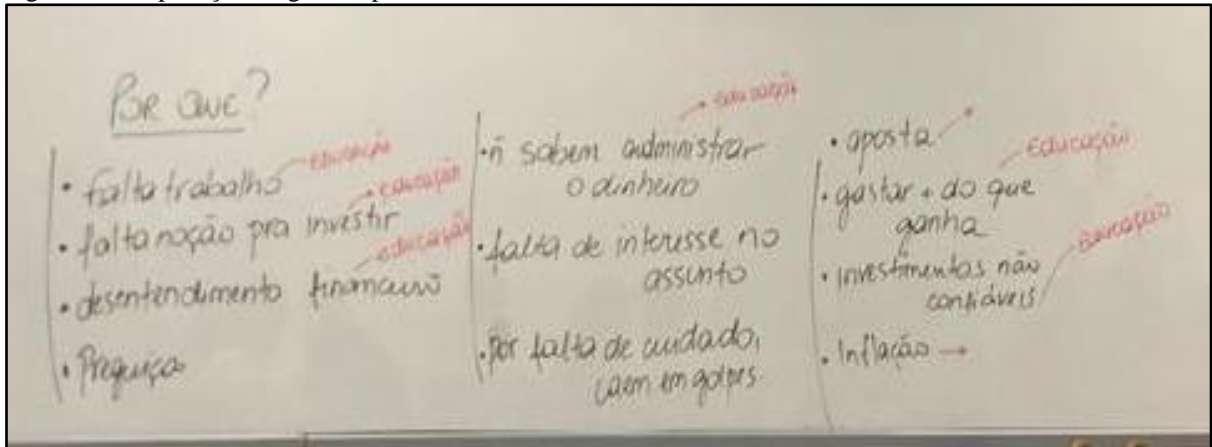 Por que?
• falta trabalho educação
• falta noção pra investir educação
• desentendimento financeiro educação
• Preguiça
educação
• ñ sabem administrar
o dinheiro
• falta de interesse no
assunto
• por falta de cuidado,
caem em golpes.
• aposta
educação
• gastar + do que
ganha
educação
• investimentos não
confiáveis
• Inflação →